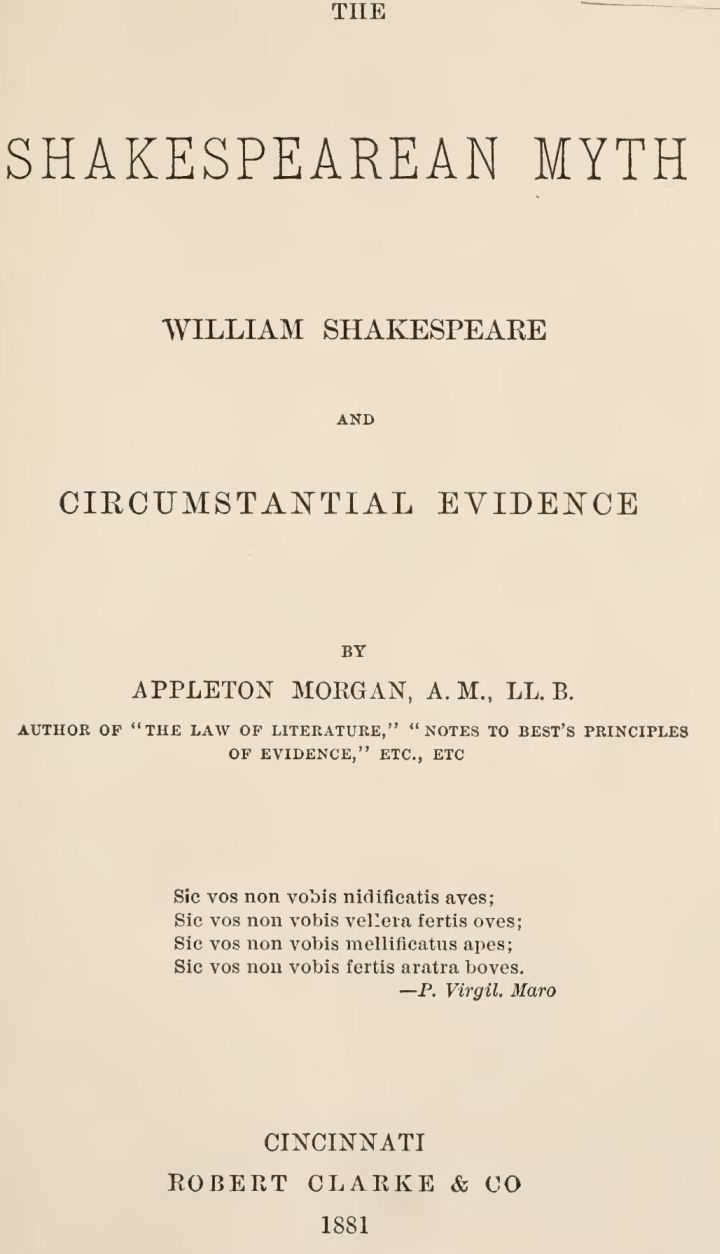 THE
SHAKESPEAREAN MYTH
WILLIAM SHAKESPEARE
AND
CIRCUMSTANTIAL EVIDENCE
BY
APPLETON MORGAN, A. M., LL. B.
AUTHOR OF "THE LAW OF LITERATURE," "NOTES TO BEST'S PRINCIPLES
OF EVIDENCE," ETC., ETC
Sic vos non vobis nidificatis aves;
Sic vos non vobis vellera fertis oves;
Sic vos non vobis mellificatus apes;
Sic vos non vobis fertis aratra boves.
—P. Virgil. Maro
CINCINNATI
ROBERT CLARKE & CO
1881